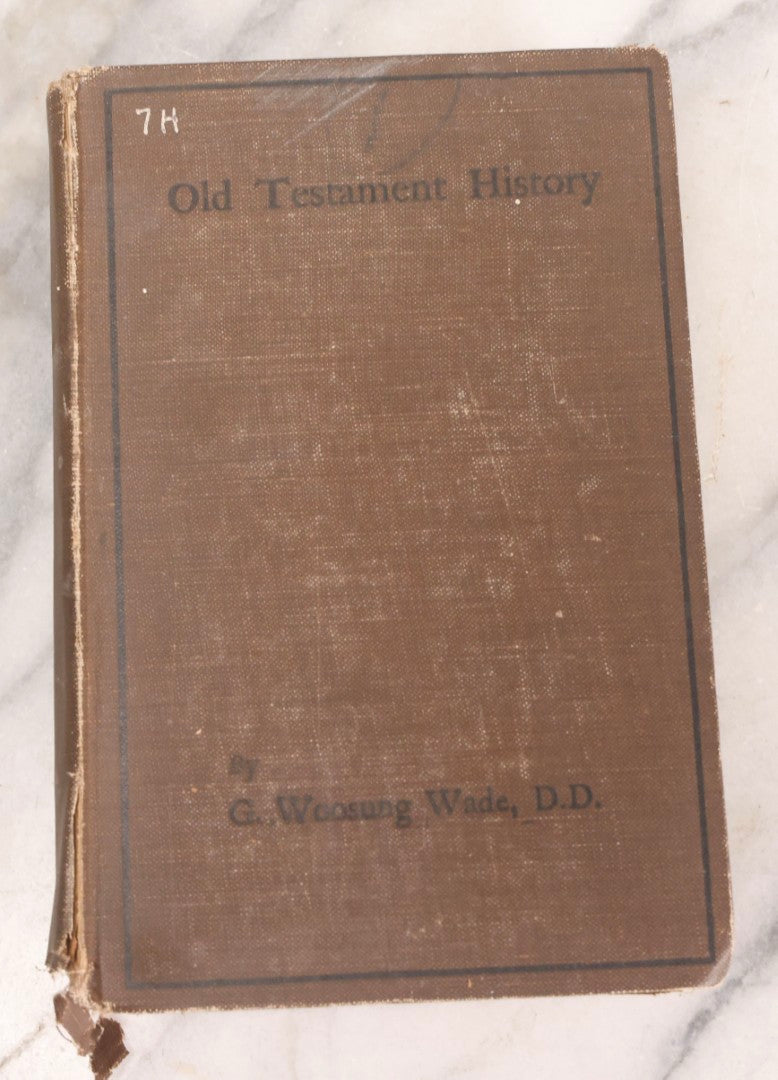 7H
Old Testament History
By
G. Woosung Wade, D.D.